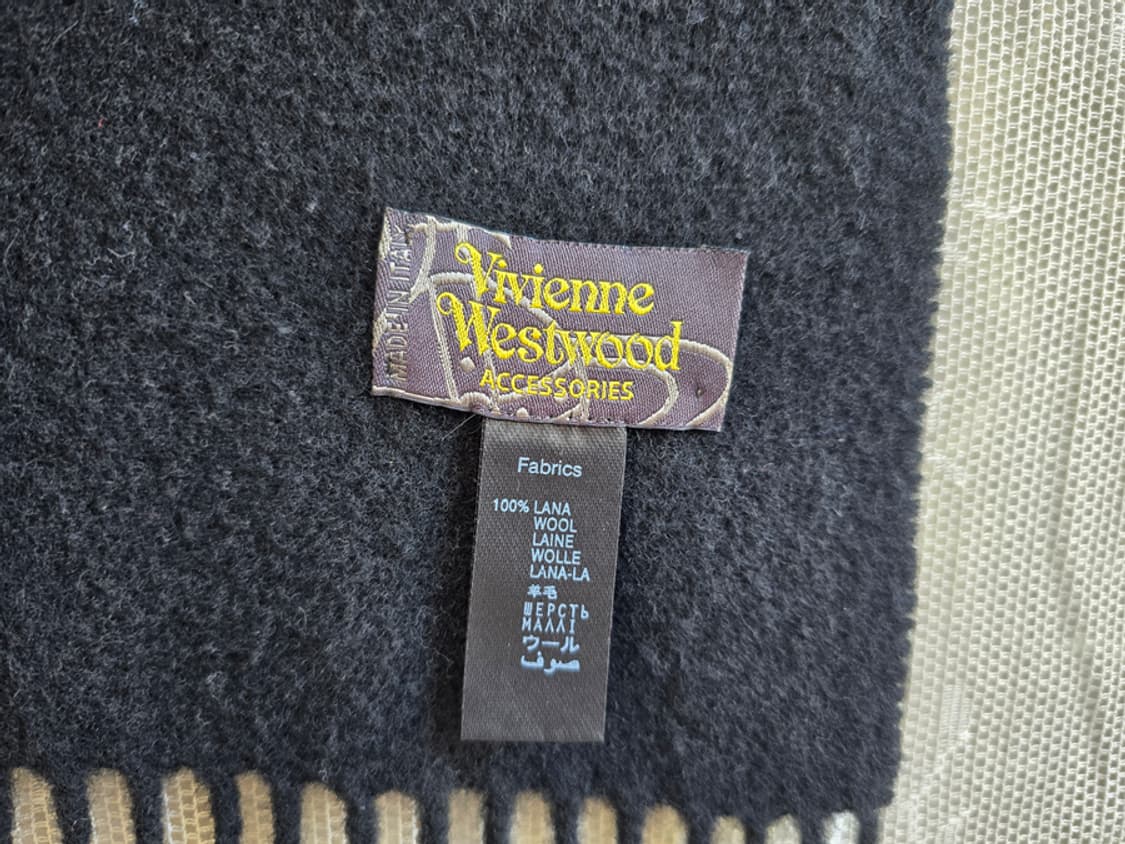 MADE IN ITALY
Vivienne
Westwood
ACCESSORIES
Fabrics
100% LANA
WOOL
LAINE
WOLLE
LANA-LA
羊毛
ШЕРСТЬ
ΜΑΛΛΙ
ウール
صوف